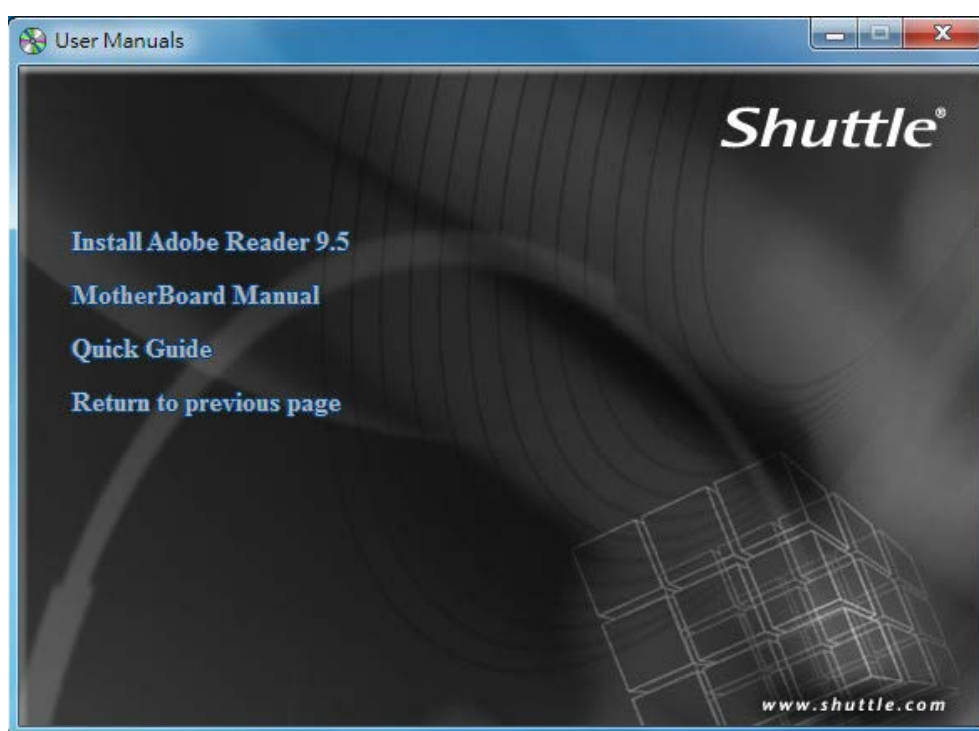 User Manuals
Shuttle®
Install Adobe Reader 9.5
MotherBoard Manual
Quick Guide
Return to previous page
www.shuttle.com